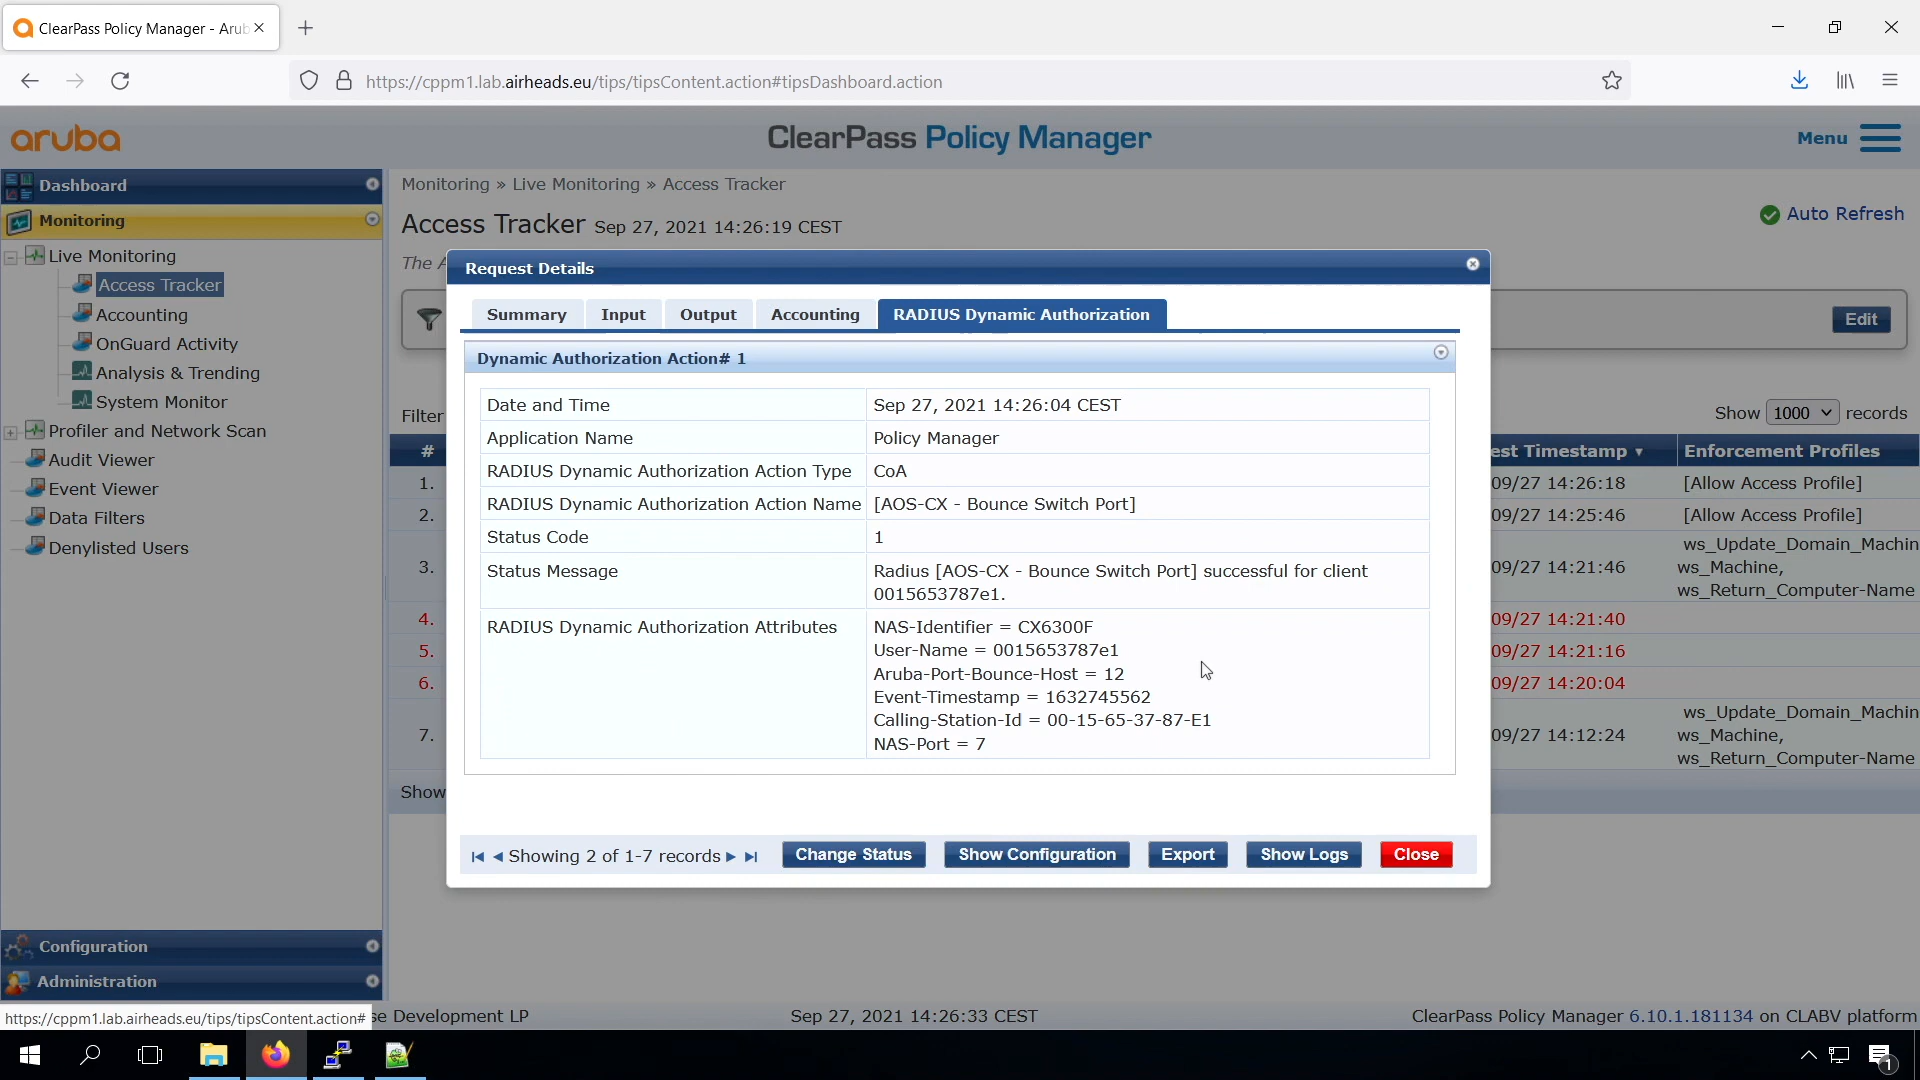 ClearPass Policy Manager - Arub
https://cppm1.lab.airheads.eu/tips/tipsContent.action#tipsDashboard.action
aruba
ClearPass Policy Manager
Menu
Dashboard
Monitoring
Live Monitoring
Access Tracker
Accounting
OnGuard Activity
Analysis & Trending
System Monitor
Profiler and Network Scan
Audit Viewer
Event Viewer
Data Filters
Denylisted Users
Configuration
Administration
https://cppm1.lab.airheads.eu/tips/tipsContent.action#
Monitoring » Live Monitoring » Access Tracker
Access Tracker Sep 27, 2021 14:26:19 CEST
Auto Refresh
The A
Edit
Filter
Show 1000 records
# est Timestamp ▼ Enforcement Profiles
1. 09/27 14:26:18 [Allow Access Profile]
2. 09/27 14:25:46 [Allow Access Profile]
ws_Update_Domain_Machin
3. 09/27 14:21:46 ws_Machine,
ws_Return_Computer-Name
4. 09/27 14:21:40
5. 09/27 14:21:16
6. 09/27 14:20:04
ws_Update_Domain_Machin
7. 09/27 14:12:24 ws_Machine,
ws_Return_Computer-Name
Show
Request Details
Summary Input Output Accounting RADIUS Dynamic Authorization
Dynamic Authorization Action# 1
Date and Time Sep 27, 2021 14:26:04 CEST
Application Name Policy Manager
RADIUS Dynamic Authorization Action Type CoA
RADIUS Dynamic Authorization Action Name [AOS-CX - Bounce Switch Port]
Status Code 1
Status Message Radius [AOS-CX - Bounce Switch Port] successful for client
0015653787e1.
RADIUS Dynamic Authorization Attributes NAS-Identifier = CX6300F
User-Name = 0015653787e1
Aruba-Port-Bounce-Host = 12
Event-Timestamp = 1632745562
Calling-Station-Id = 00-15-65-37-87-E1
NAS-Port = 7
Showing 2 of 1-7 records Change Status Show Configuration Export Show Logs Close
se Development LP Sep 27, 2021 14:26:33 CEST ClearPass Policy Manager 6.10.1.181134 on CLABV platform
1